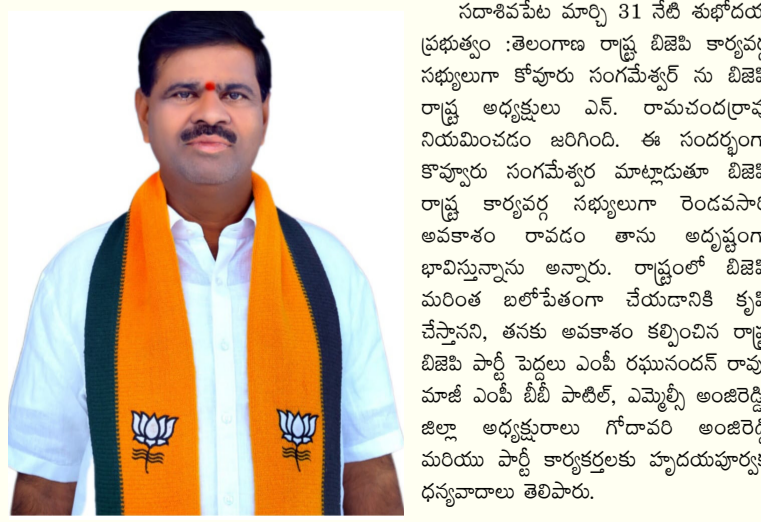 సదాశివపేట మార్చి 31 నేటి శుభోదయ
ప్రభుత్వం :తెలంగాణ రాష్ట్ర బిజెపి కార్యవర్గ
సభ్యులుగా కోవూరు సంగమేశ్వర్ ను బిజెపి
రాష్ట్ర అధ్యక్షులు ఎన్. రామచంద్రరావు
నియమించడం జరిగింది. ఈ సందర్భంగా
కొవ్వూరు సంగమేశ్వర మాట్లాడుతూ బిజెపి
రాష్ట్ర కార్యవర్గ సభ్యులుగా రెండవసారి
అవకాశం రావడం తాను అదృష్టంగా
భావిస్తున్నాను అన్నారు. రాష్ట్రంలో బిజెపి
మరింత బలోపేతంగా చేయడానికి కృషి
చేస్తానని, తనకు అవకాశం కల్పించిన రాష్ట్ర
బిజెపి పార్టీ పెద్దలు ఎంపీ రఘునందన్ రావు
మాజీ ఎంపీ బీబీ పాటిల్, ఎమ్మెల్సీ అంజిరెడ్డి
జిల్లా అధ్యక్షురాలు గోదావరి అంజిరెడ్డి
మరియు పార్టీ కార్యకర్తలకు హృదయపూర్వక
ధన్యవాదాలు తెలిపారు.